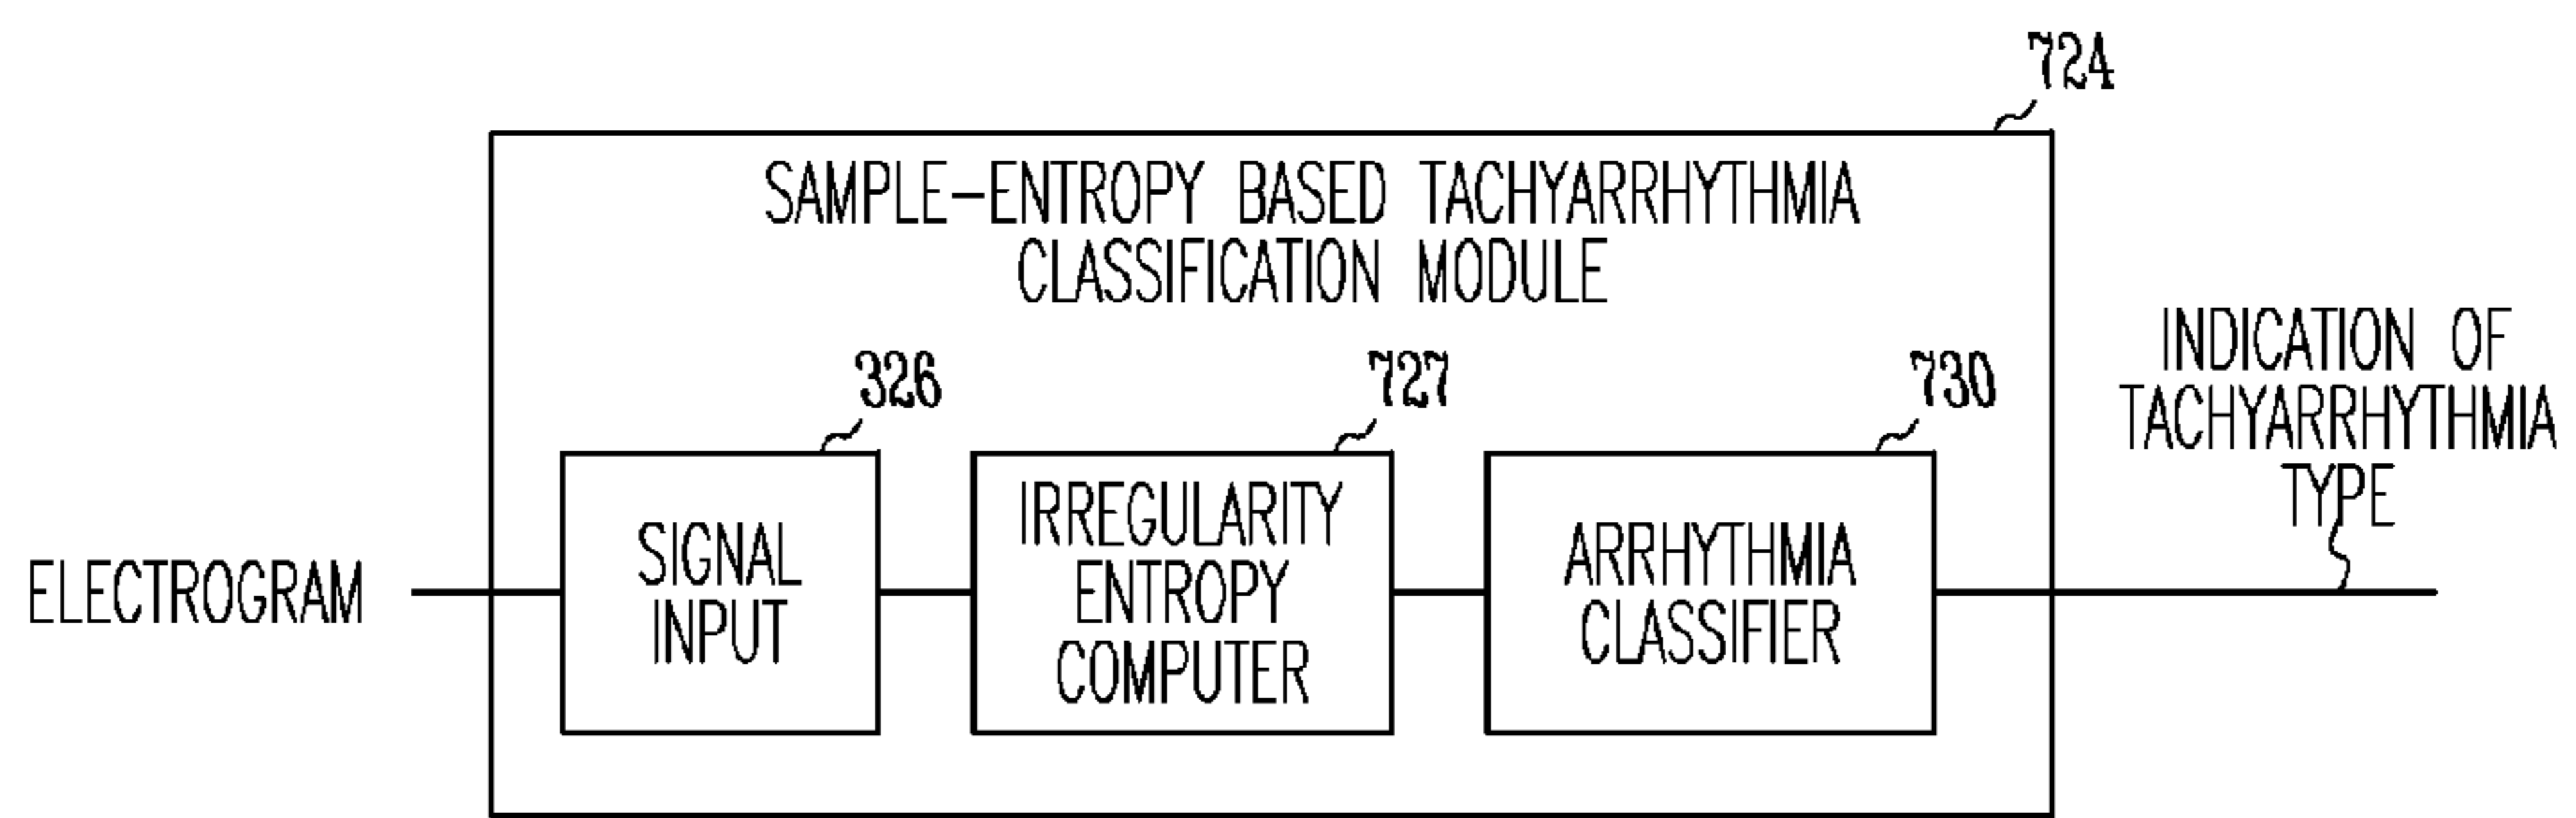 724
SAMPLE-ENTROPY BASED TACHYARRHYTHMIA
CLASSIFICATION MODULE
326
727
730
ELECTROGRAM
SIGNAL
INPUT
IRREGULARITY
ENTROPY
COMPUTER
ARRHYTHMIA
CLASSIFIER
INDICATION OF
TACHYARRHYTHMIA
TYPE